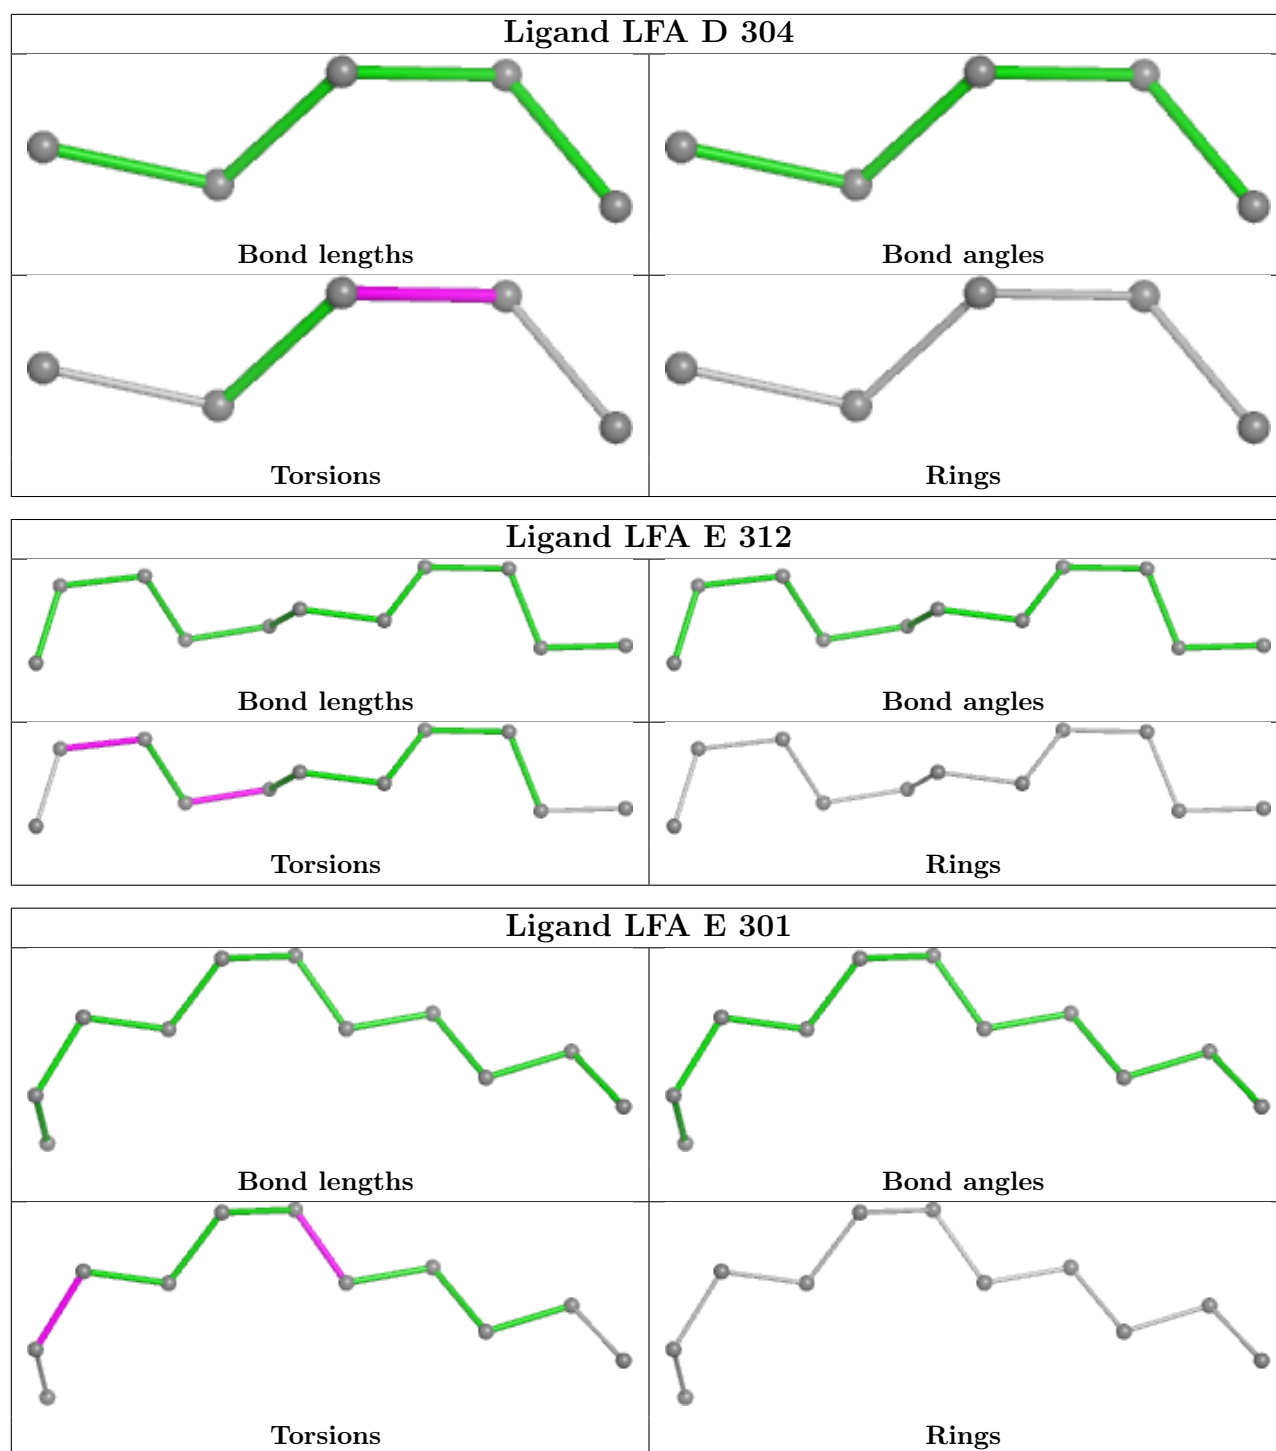 Ligand LFA D 304
Bond lengths
Bond angles
Torsions
Rings
Ligand LFA E 312
Bond lengths
Bond angles
Torsions
Rings
Ligand LFA E 301
Bond lengths
Bond angles
Torsions
Rings